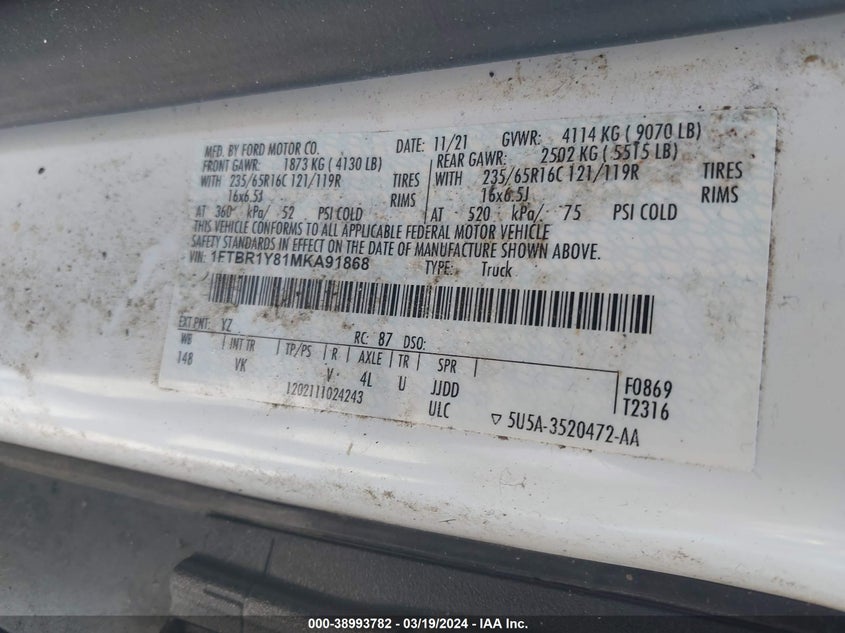 MFD. BY FORD MOTOR CO. DATE: 11/21 GVWR: 4114 KG ( 9070 LB)
FRONT GAWR: 1873 KG ( 4130 LB) REAR GAWR: 2502 KG ( 5515 LB)
WITH 235/65R16C 121/119R TIRES WITH 235/65R16C 121/119R TIRES
16x6.5J RIMS 16x6.5J RIMS
AT 360 kPa/ 52 PSI COLD AT 520 kPa/ 75 PSI COLD
THIS VEHICLE CONFORMS TO ALL APPLICABLE FEDERAL MOTOR VEHICLE
SAFETY STANDARDS IN EFFECT ON THE DATE OF MANUFACTURE SHOWN ABOVE.
VIN: 1FTBR1Y81MKA91868 TYPE: Truck
EXT PNT: YZ RC: 87 DSO:
WB INT TR TP/PS R AXLE TR SPR
148 VK V 4L U JJDD F0869
1202111024243 ULC T2316
▽ 5U5A-3520472-AA
000-38993782 - 03/19/2024 - IAA Inc.